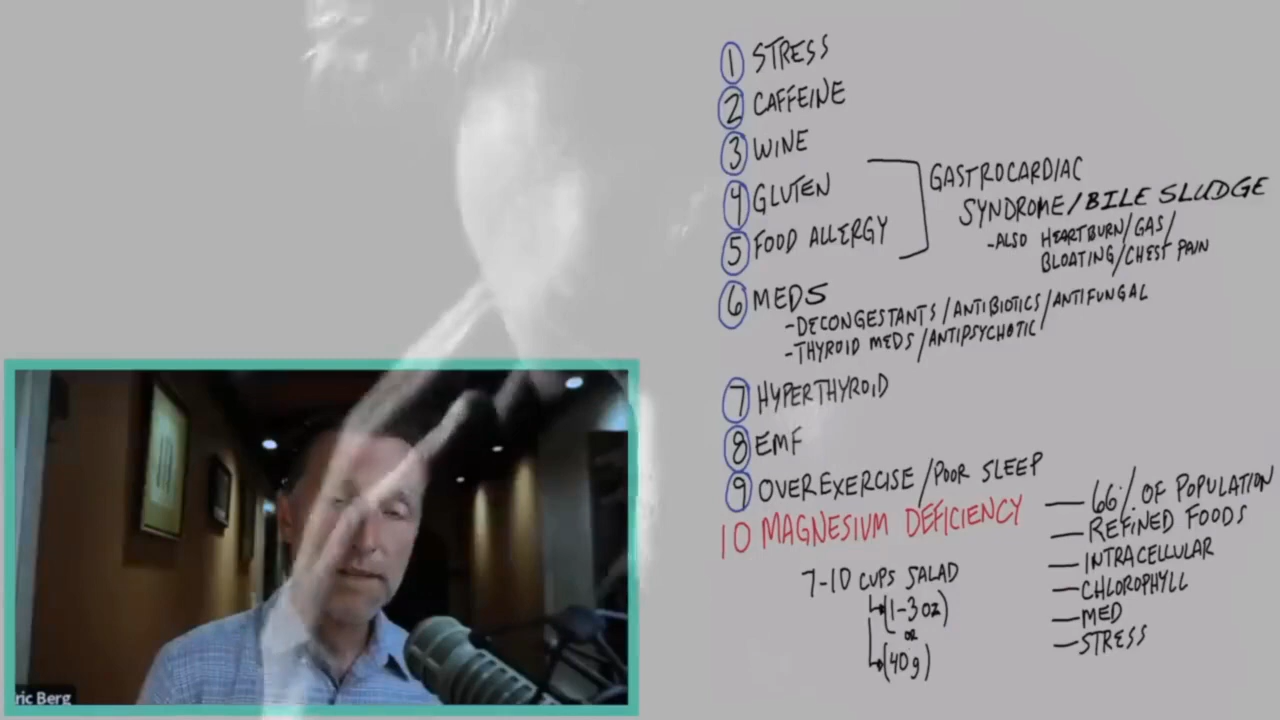 1 STRESS
2 CAFFEINE
3 WINE
4 GLUTEN
5 FOOD ALLERGY
GASTROCARDIAC
SYNDROME/BILE SLUDGE
-ALSO HEARTBURN/GAS/
BLOATING/CHEST PAIN
6 MEDS
-DECONGESTANTS/ANTIBIOTICS/ANTIFUNGAL
-THYROID MEDS/ANTIPSYCHOTIC
7 HYPERTHYROID
8 EMF
9 OVEREXERCISE/POOR SLEEP
10 MAGNESIUM DEFICIENCY
— 66% OF POPULATION
— REFINED FOODS
— INTRACELLULAR
— CHLOROPHYLL
— MED
— STRESS
7-10 CUPS SALAD
(1-3 oz)
OR
(40g)
ric Berg